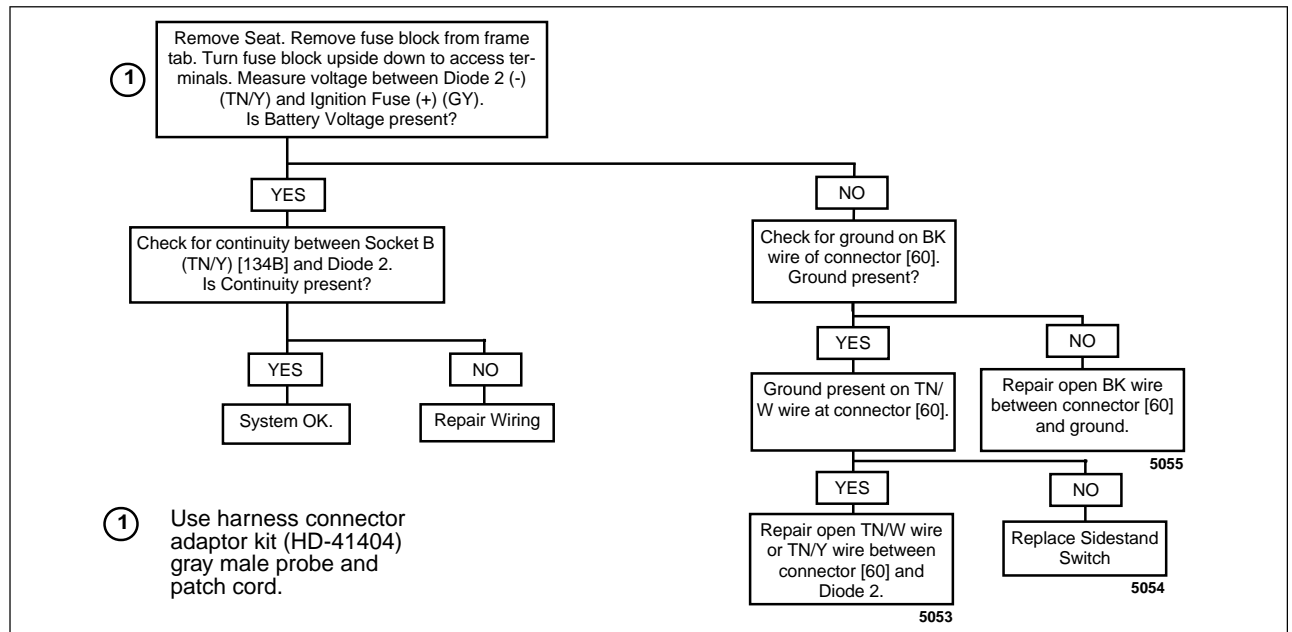 1
Remove Seat. Remove fuse block from frame
tab. Turn fuse block upside down to access ter-
minals. Measure voltage between Diode 2 (-)
(TN/Y) and Ignition Fuse (+) (GY).
Is Battery Voltage present?
YES
NO
Check for continuity between Socket B
(TN/Y) [134B] and Diode 2.
Is Continuity present?
Check for ground on BK
wire of connector [60].
Ground present?
YES
NO
YES
NO
System OK.
Repair Wiring
Ground present on TN/
W wire at connector [60].
Repair open BK wire
between connector [60]
and ground.
5055
YES
NO
Repair open TN/W wire
or TN/Y wire between
connector [60] and
Diode 2.
5053
Replace Sidestand
Switch
5054
1
Use harness connector
adaptor kit (HD-41404)
gray male probe and
patch cord.